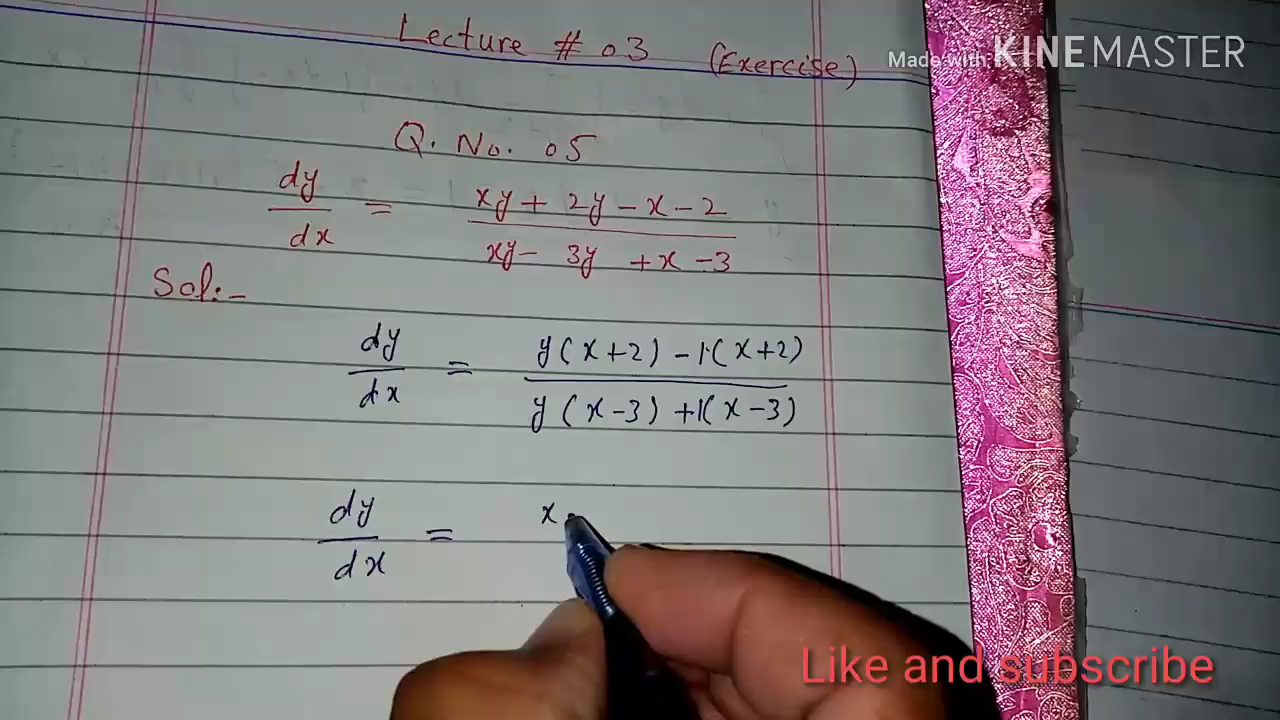 Lecture # 03 (Exercise)
Made with KINEMASTER
Q. No. 05
dy/dx = xy + 2y - x - 2 / xy - 3y + x - 3
Sol:-
dy/dx = y(x+2) - 1·(x+2) / y(x-3) + 1(x-3)
dy/dx = x
Like and subscribe